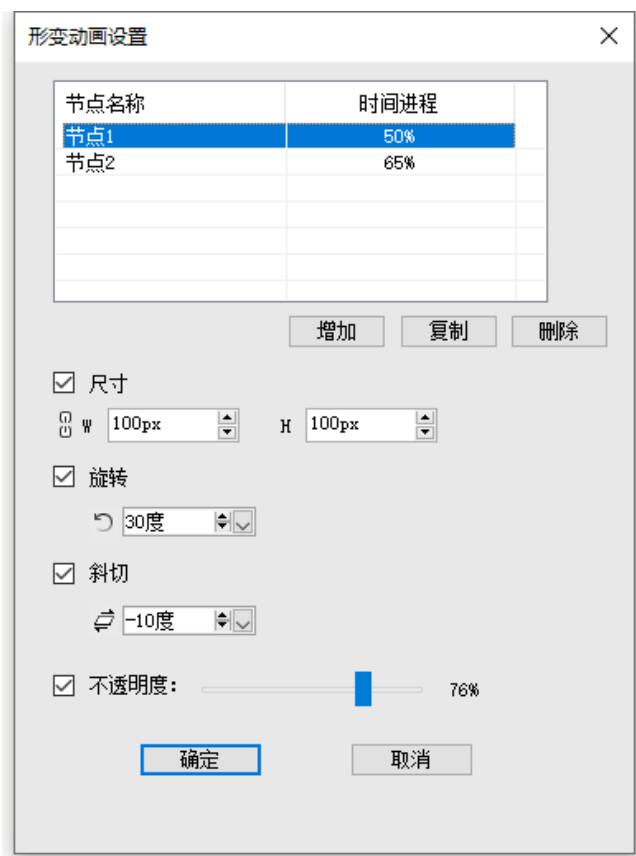 形变动画设置
节点名称 时间进程
节点1 50%
节点2 65%
增加 复制 删除
尺寸
W 100px H 100px
旋转
30度
斜切
-10度
不透明度: 76%
确定 取消